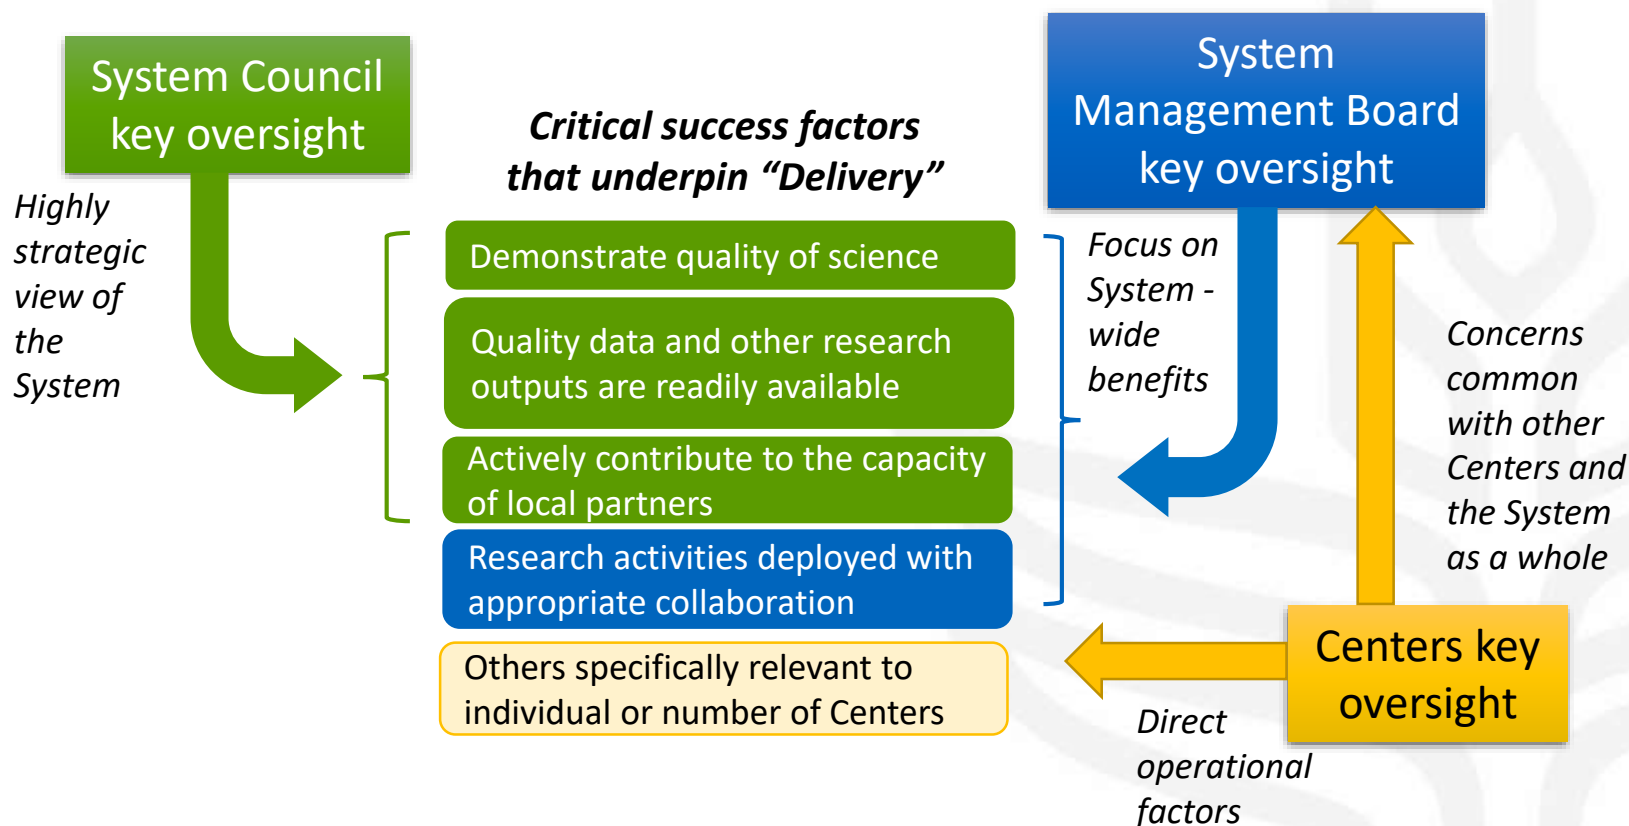 System Council
key oversight
Highly
strategic
view of
the
System
Critical success factors
that underpin “Delivery”
Demonstrate quality of science
Quality data and other research
outputs are readily available
Actively contribute to the capacity
of local partners
Research activities deployed with
appropriate collaboration
Others specifically relevant to
individual or number of Centers
System
Management Board
key oversight
Focus on
System -
wide
benefits
Concerns
common
with other
Centers and
the System
as a whole
Centers key
oversight
Direct
operational
factors